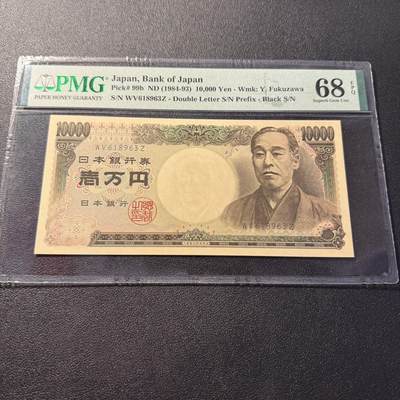 PMG
PAPER MONEY GUARANTY
Japan, Bank of Japan
Pick# 99b ND (1984-93) 10,000 Yen - Wmk: Y. Fukuzawa
S/N WV618963Z - Double Letter S/N Prefix - Black S/N
68 EPQ
Superb Gem Unc
10000
10000
WV618963Z
日本銀行券
壱万円
日本銀行
WV618963Z